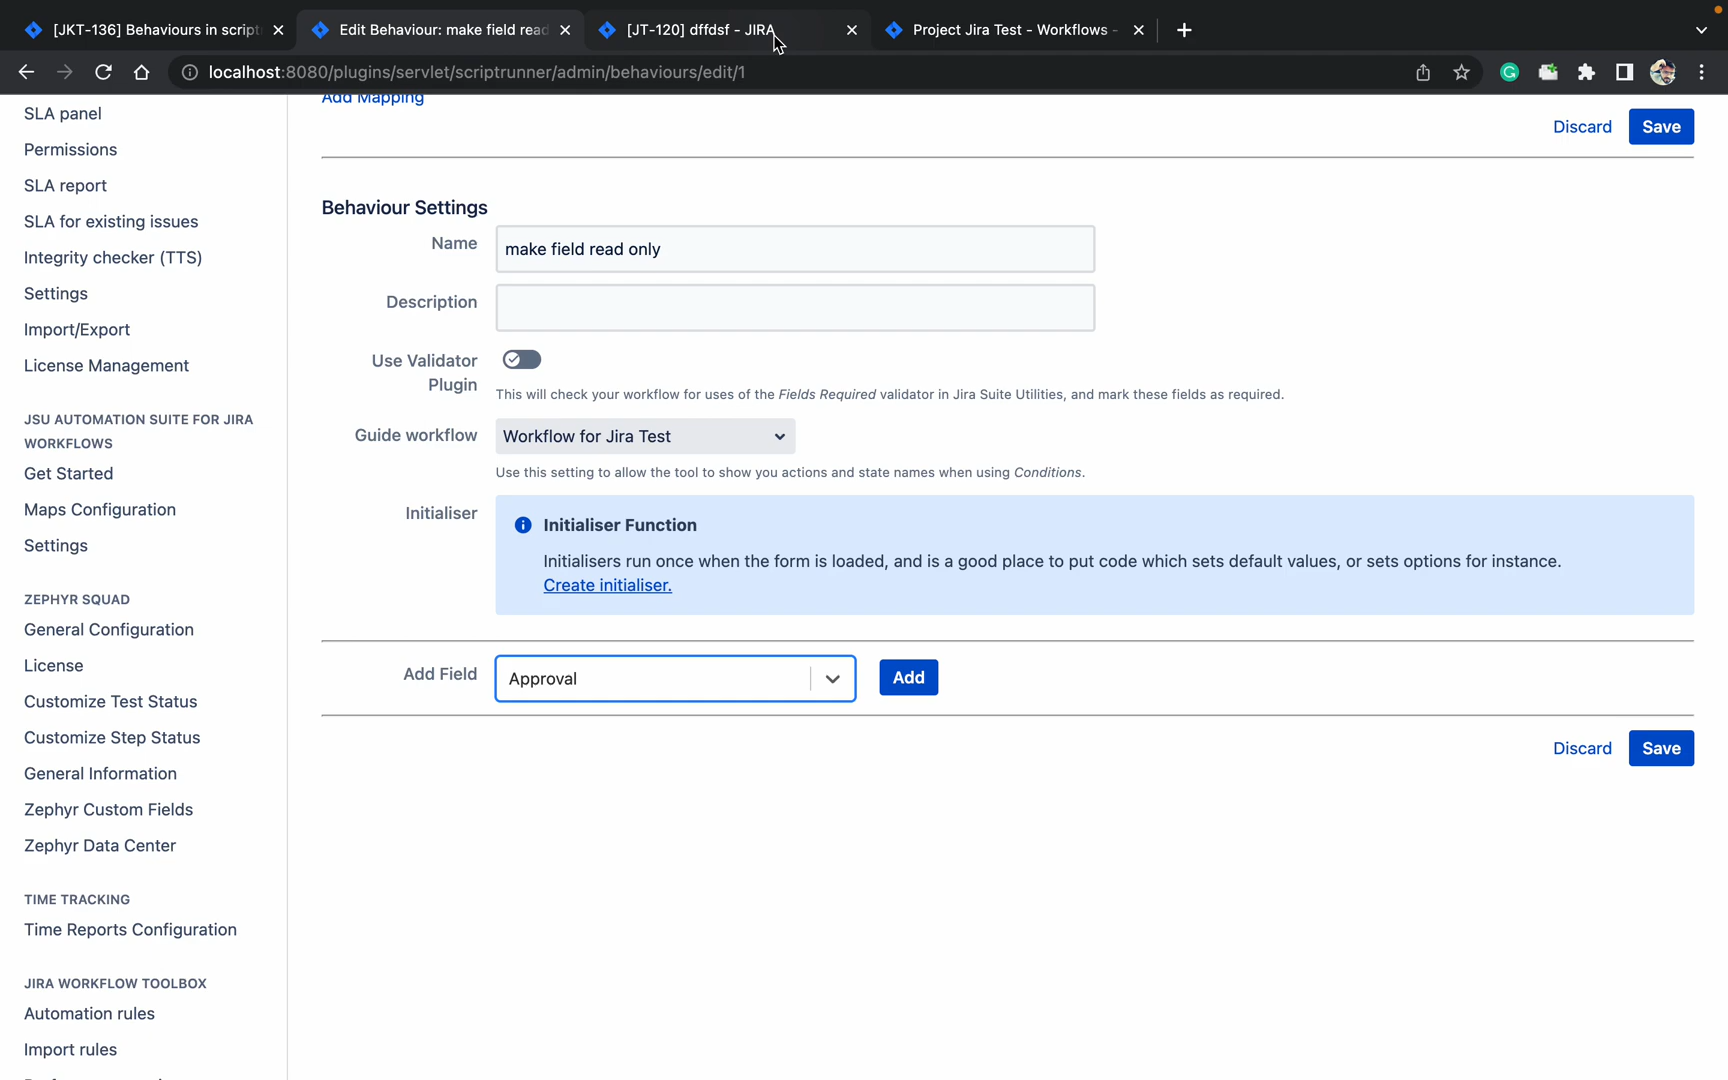 [JKT-136] Behaviours in script
Edit Behaviour: make field read
[JT-120] dffdsf - JIRA
Project Jira Test - Workflows -
localhost:8080/plugins/servlet/scriptrunner/admin/behaviours/edit/1
SLA panel
Permissions
SLA report
SLA for existing issues
Integrity checker (TTS)
Settings
Import/Export
License Management
JSU AUTOMATION SUITE FOR JIRA
WORKFLOWS
Get Started
Maps Configuration
Settings
ZEPHYR SQUAD
General Configuration
License
Customize Test Status
Customize Step Status
General Information
Zephyr Custom Fields
Zephyr Data Center
TIME TRACKING
Time Reports Configuration
JIRA WORKFLOW TOOLBOX
Automation rules
Import rules
Add Mapping
Discard
Save
Behaviour Settings
Name
make field read only
Description
Use Validator
Plugin
This will check your workflow for uses of the Fields Required validator in Jira Suite Utilities, and mark these fields as required.
Guide workflow
Workflow for Jira Test
Use this setting to allow the tool to show you actions and state names when using Conditions.
Initialiser
Initialiser Function
Initialisers run once when the form is loaded, and is a good place to put code which sets default values, or sets options for instance.
Create initialiser.
Add Field
Approval
Add
Discard
Save